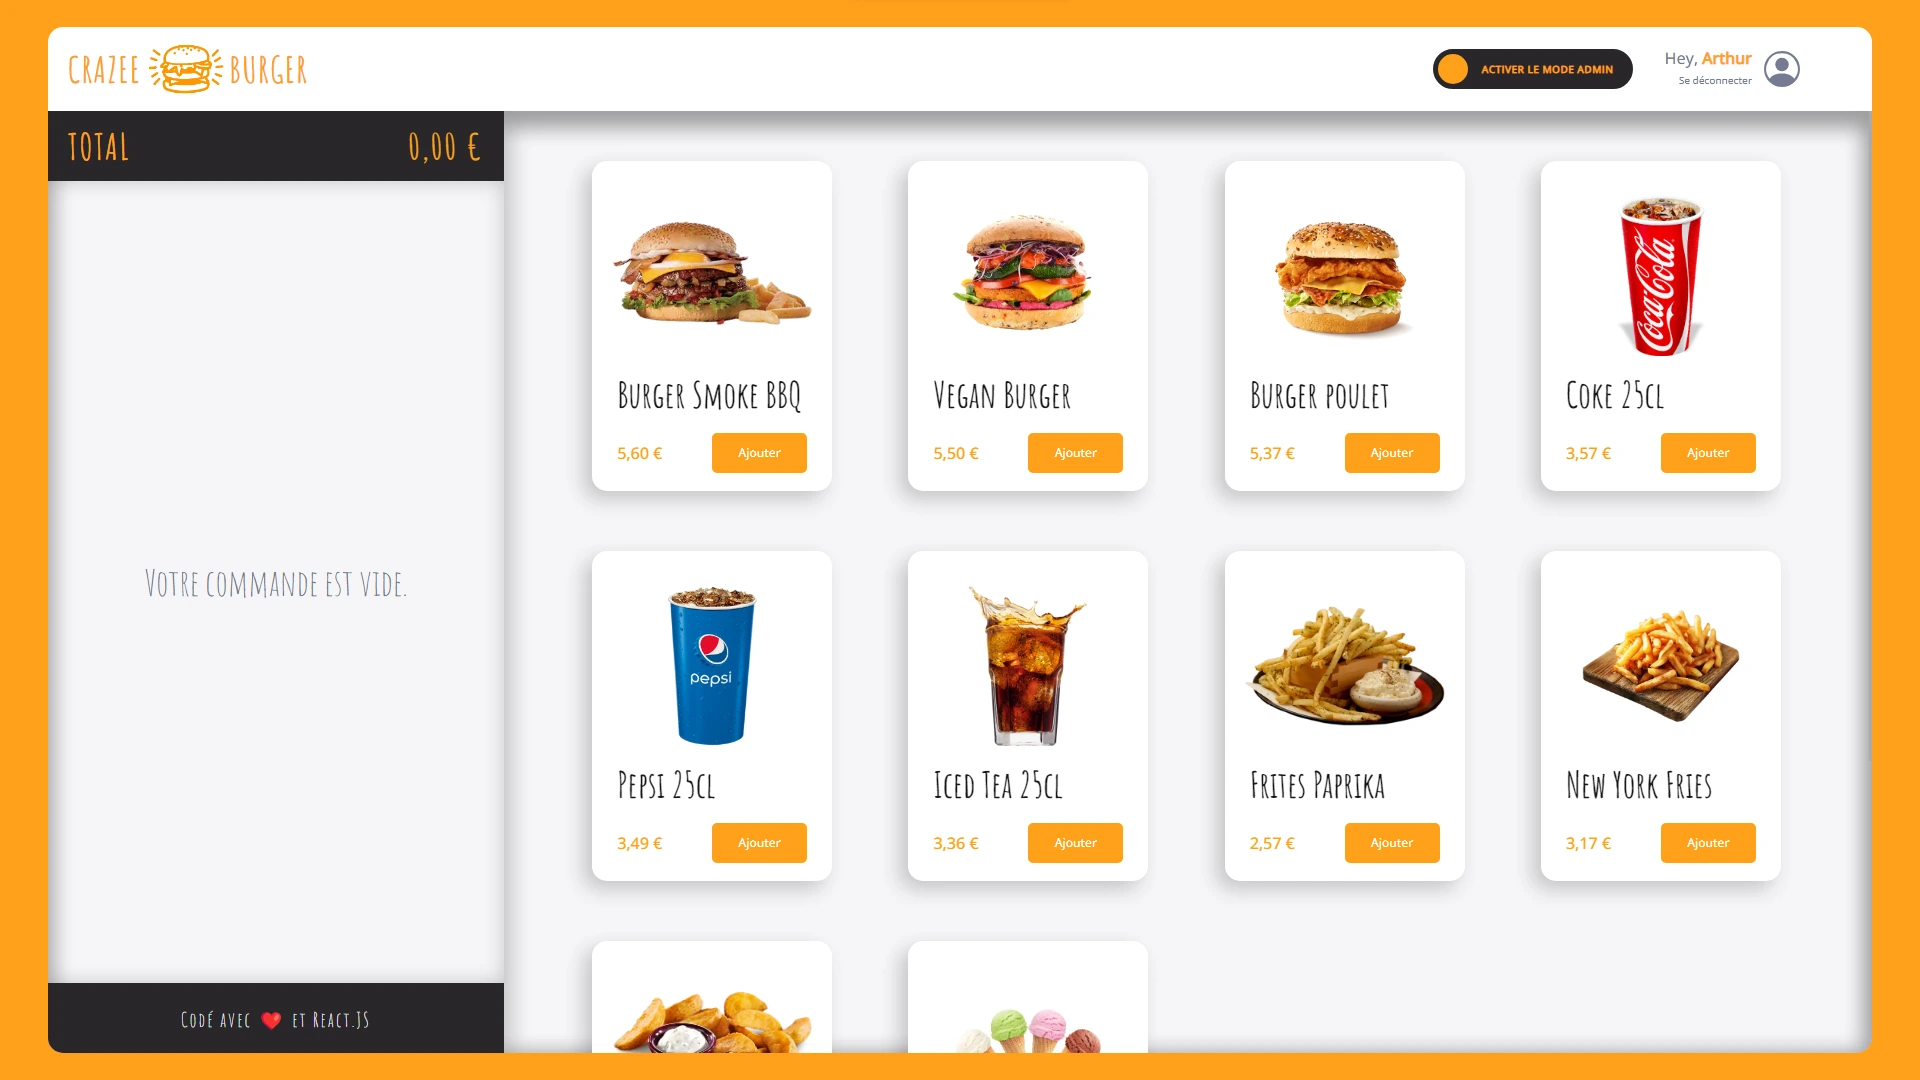 CRAZEE BURGER
ACTIVER LE MODE ADMIN
Hey, Arthur
Se déconnecter
TOTAL 0,00 €
Votre commande est vide.
Codé avec ❤️ et React.JS
Coca-Cola
Burger Smoke BBQ
5,60 € Ajouter
Vegan Burger
5,50 € Ajouter
Burger poulet
5,37 € Ajouter
Coke 25cl
3,57 € Ajouter
pepsi
Pepsi 25cl
3,49 € Ajouter
Iced Tea 25cl
3,36 € Ajouter
Frites Paprika
2,57 € Ajouter
New York Fries
3,17 € Ajouter